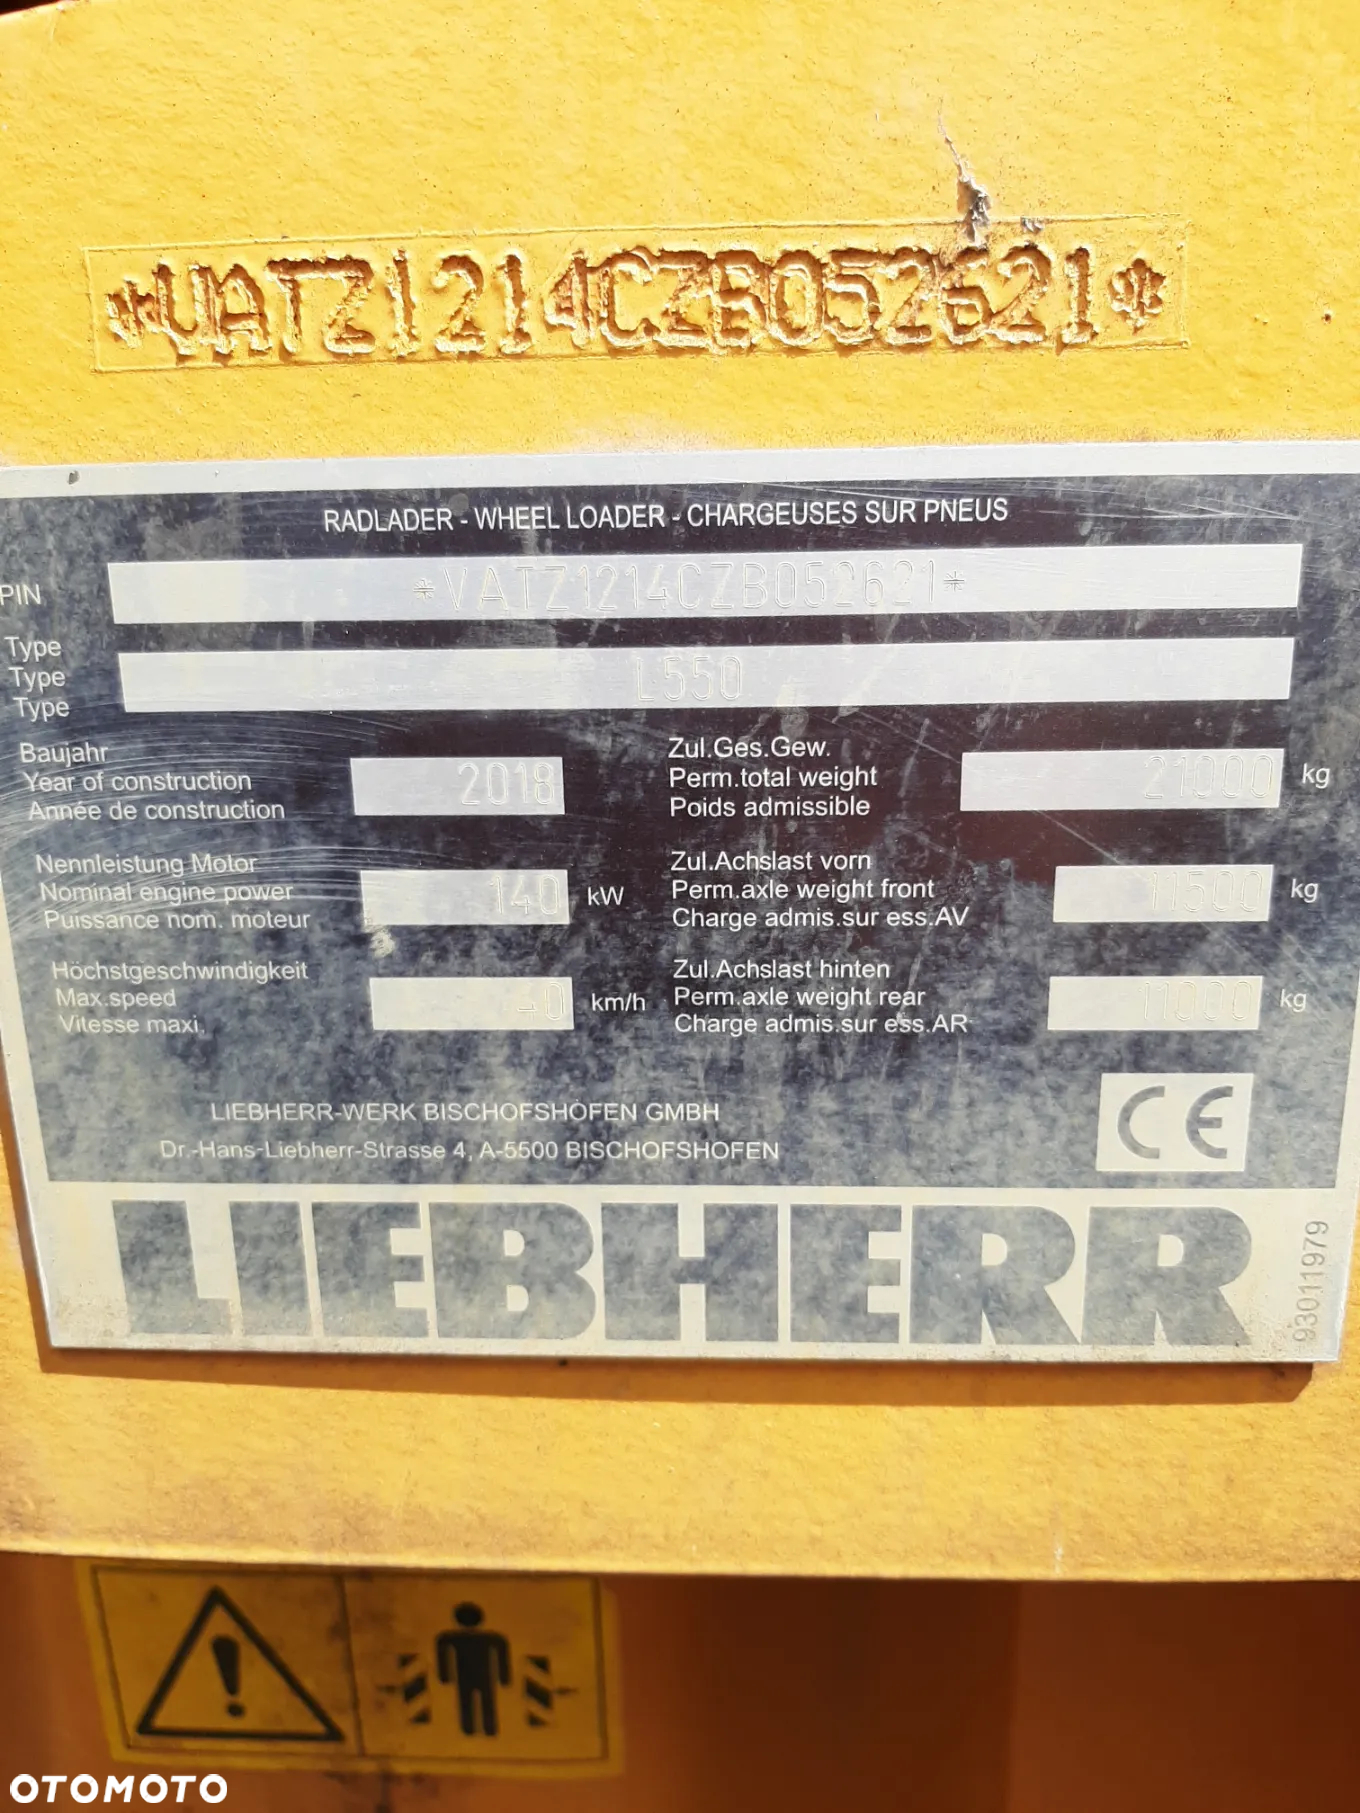 *VATZ1214CZB052621*
RADLADER - WHEEL LOADER - CHARGEUSES SUR PNEUS
PIN *VATZ1214CZB052621*
Type
Type L550
Type
Baujahr
Year of construction 2018
Année de construction
Zul.Ges.Gew.
Perm.total weight 21000 kg
Poids admissible
Nennleistung Motor
Nominal engine power 140 kW
Puissance nom. moteur
Zul.Achslast vorn
Perm.axle weight front 11500 kg
Charge admis.sur ess.AV
Höchstgeschwindigkeit
Max.speed 40 km/h
Vitesse maxi.
Zul.Achslast hinten
Perm.axle weight rear 11000 kg
Charge admis.sur ess.AR
LIEBHERR-WERK BISCHOFSHOFEN GMBH
Dr.-Hans-Liebherr-Strasse 4, A-5500 BISCHOFSHOFEN
CE
LIEBHERR
93011979
OTOMOTO